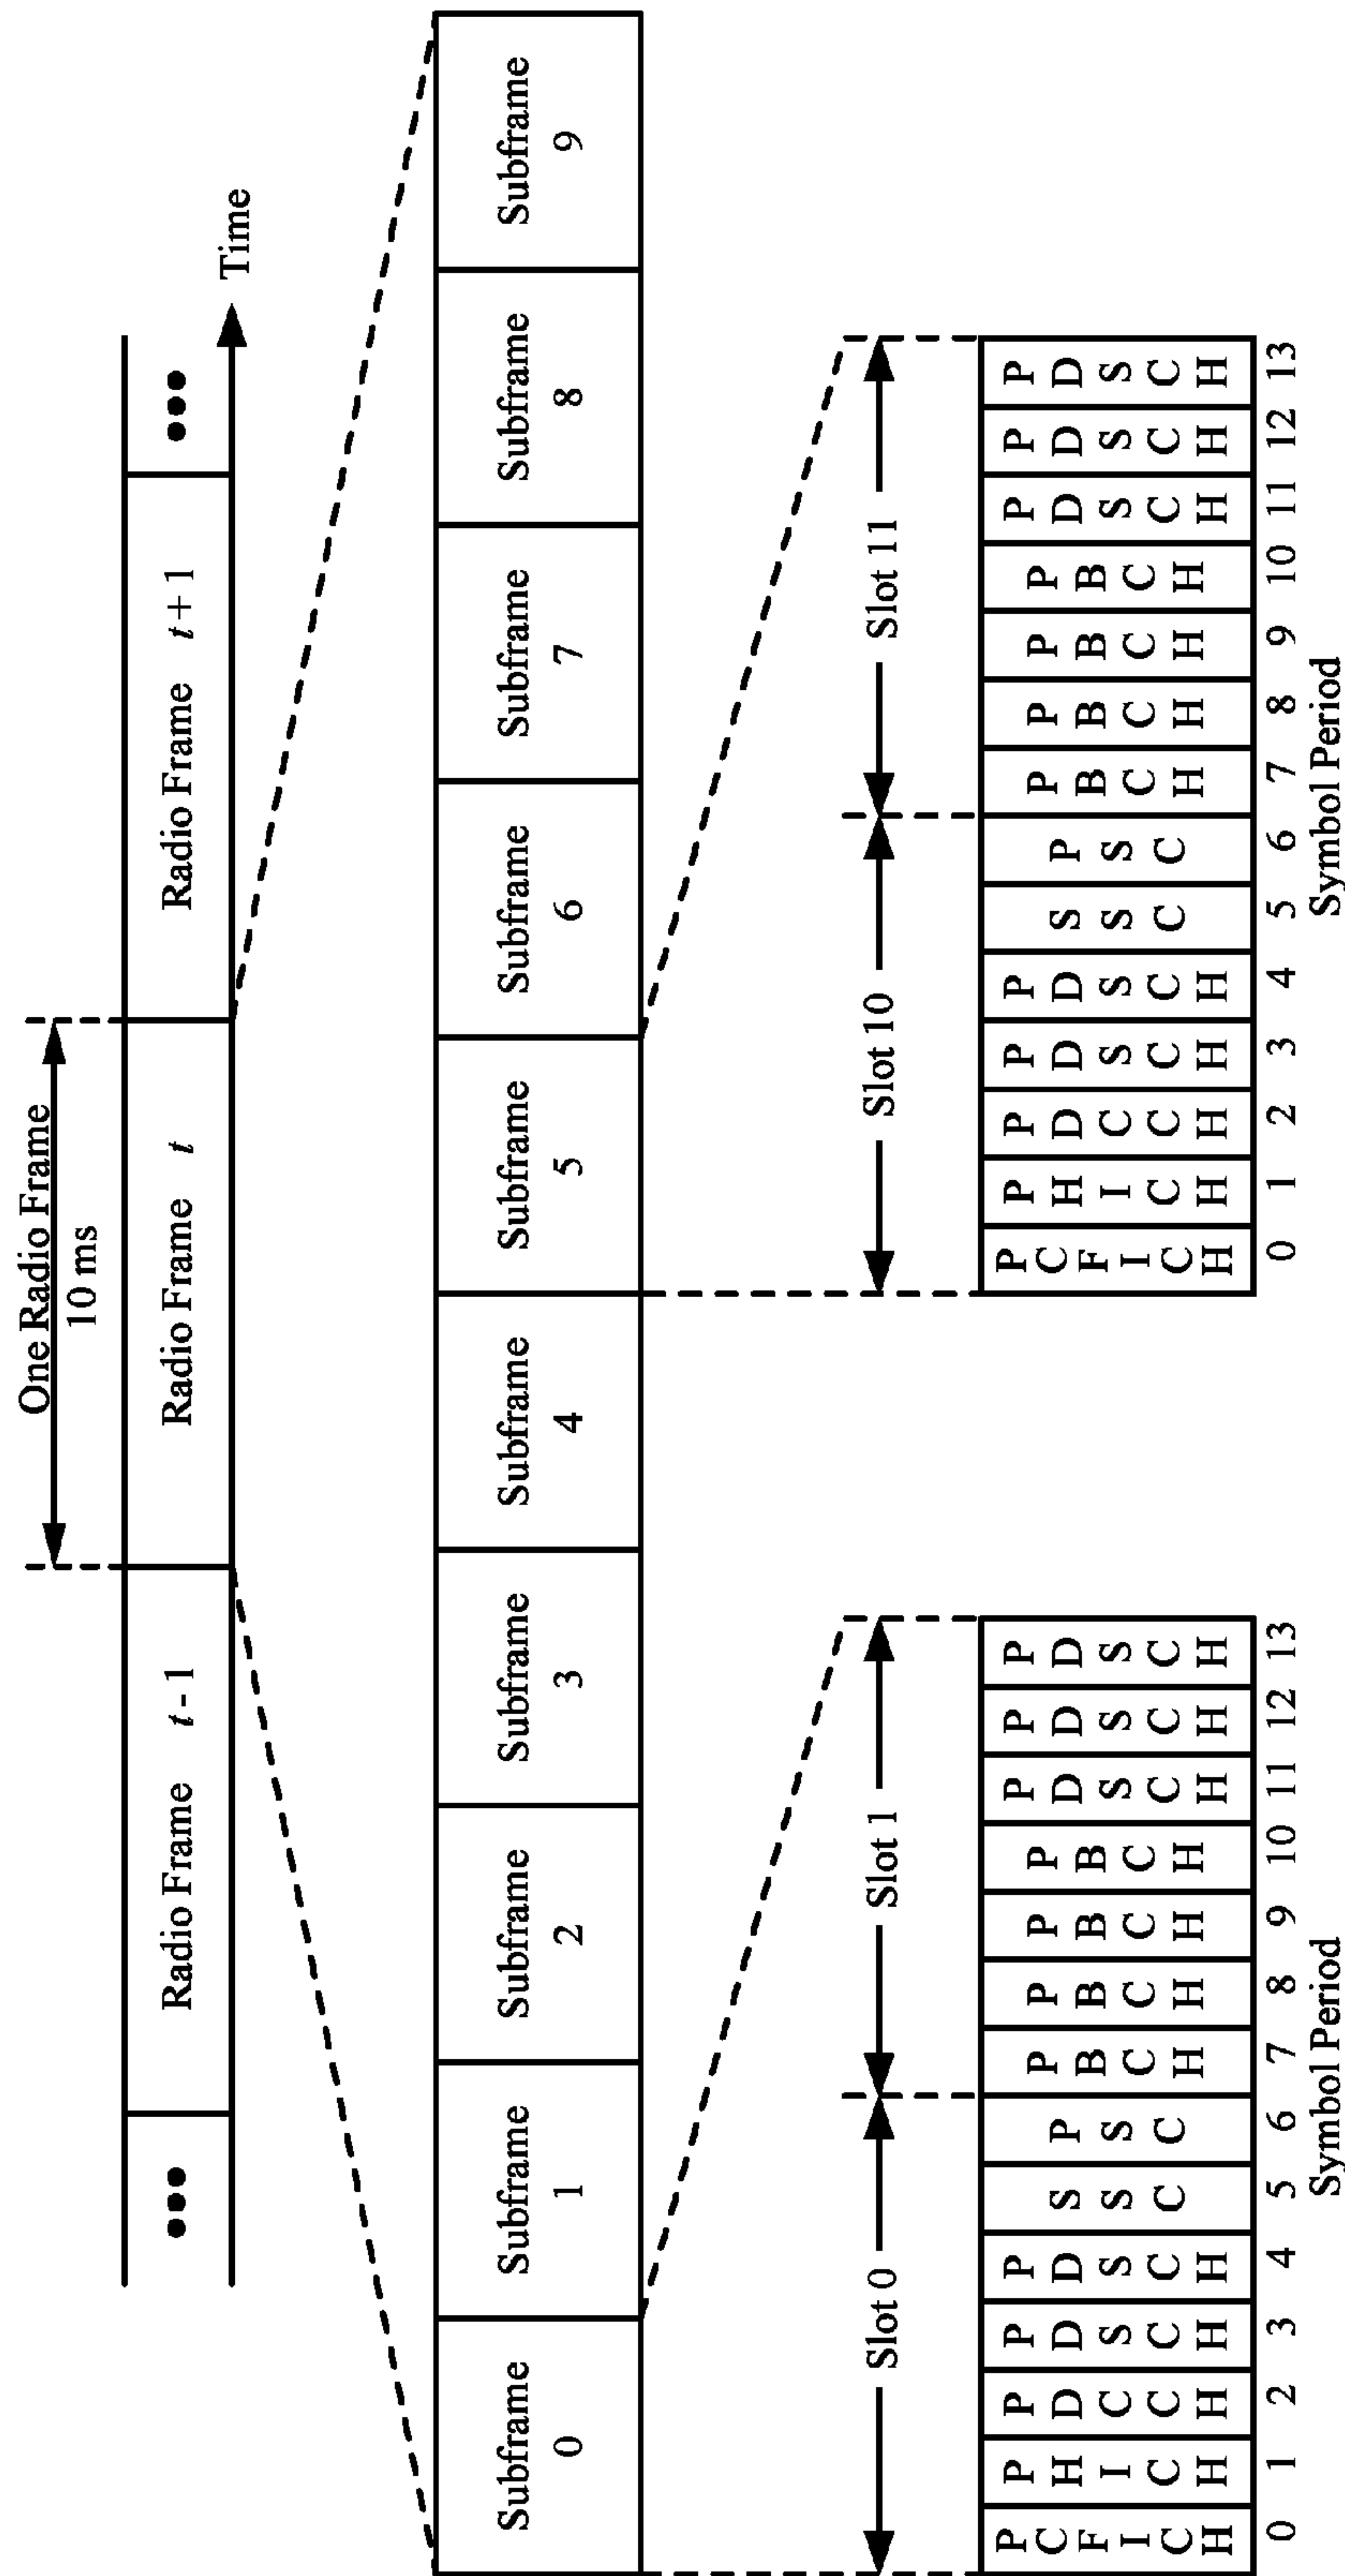 One Radio Frame
10 ms
••• Radio Frame t-1 Radio Frame t Radio Frame t+1 •••
Time
Subframe 0 Subframe 1 Subframe 2 Subframe 3 Subframe 4 Subframe 5 Subframe 6 Subframe 7 Subframe 8 Subframe 9
Slot 0 Slot 1
PCFICH PHICH PDCCH PDSCH PDSCH SSC PSC PBCH PBCH PBCH PBCH PDSCH PDSCH PDSCH
0 1 2 3 4 5 6 7 8 9 10 11 12 13
Symbol Period
Slot 10 Slot 11
PCFICH PHICH PDCCH PDSCH PDSCH SSC PSC PBCH PBCH PBCH PBCH PDSCH PDSCH PDSCH
0 1 2 3 4 5 6 7 8 9 10 11 12 13
Symbol Period